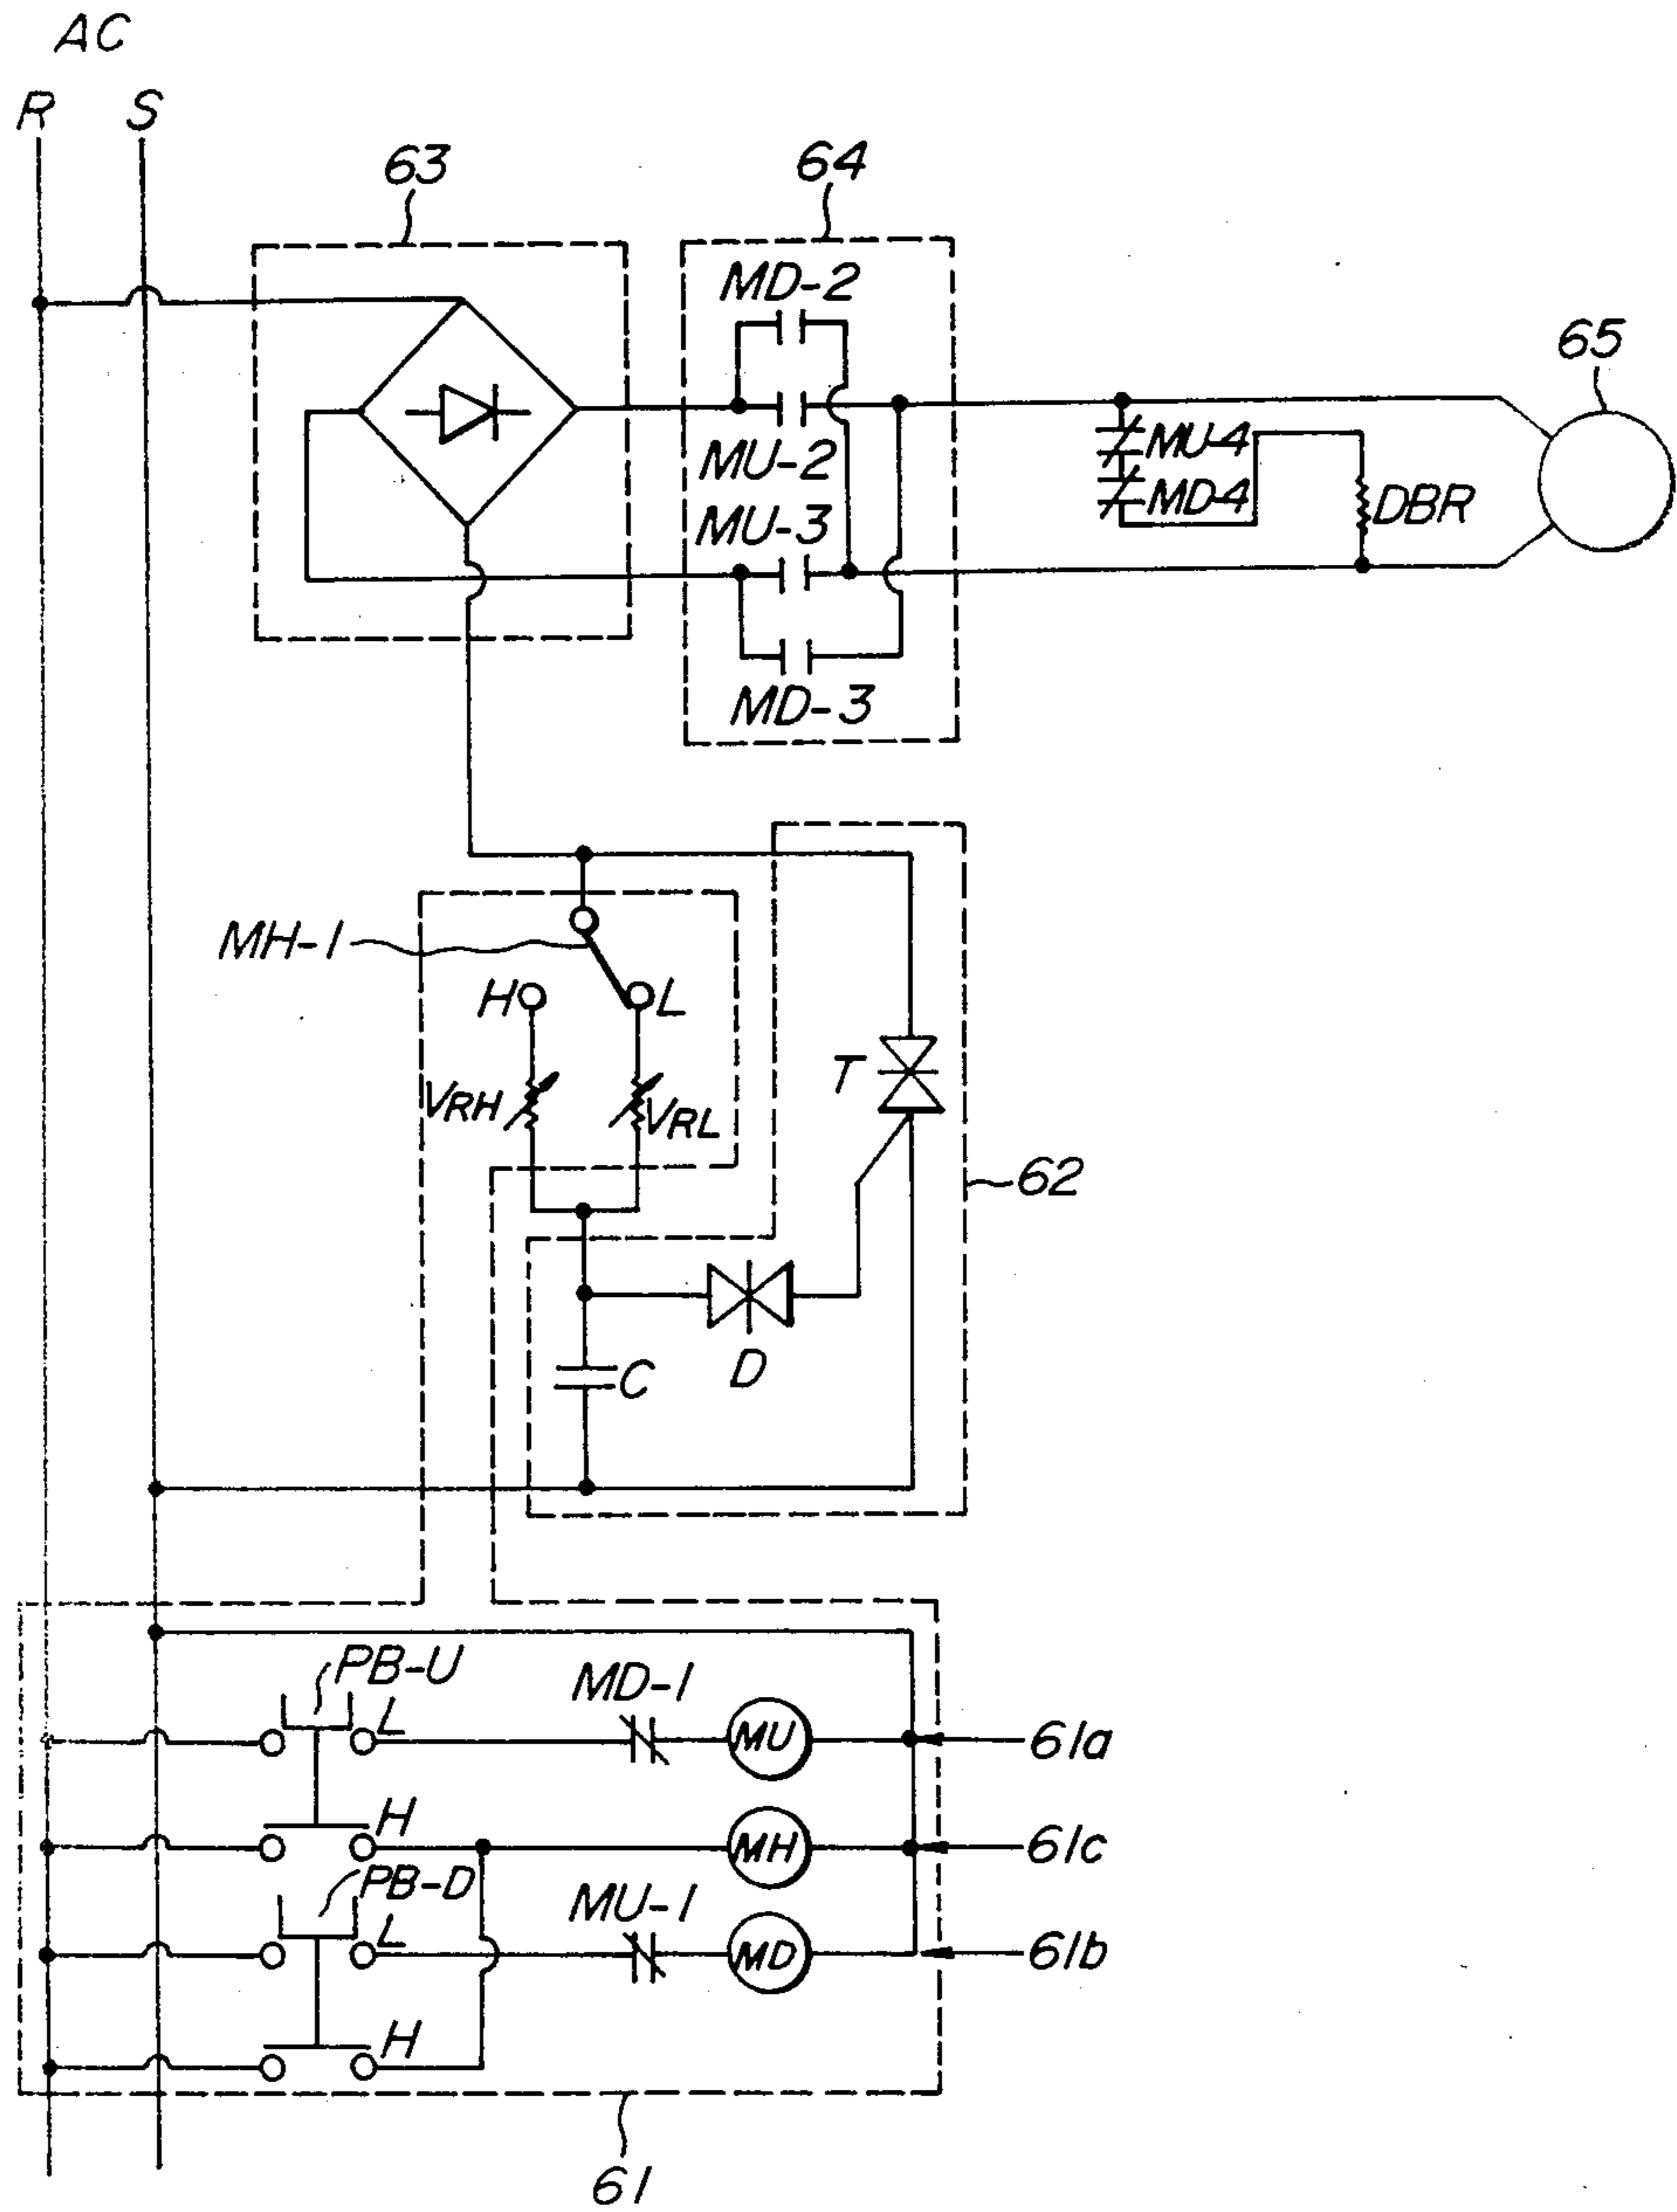 AC
R S
63
64
MD-2
65
MU-2
MU-4
MD4
DBR
MU-3
MD-3
MH-1
H L
T
VRH
VRL
62
D
C
PB-U
L
MD-1
MU
61a
H
MH
61c
PB-D
L
MU-1
MD
61b
H
61